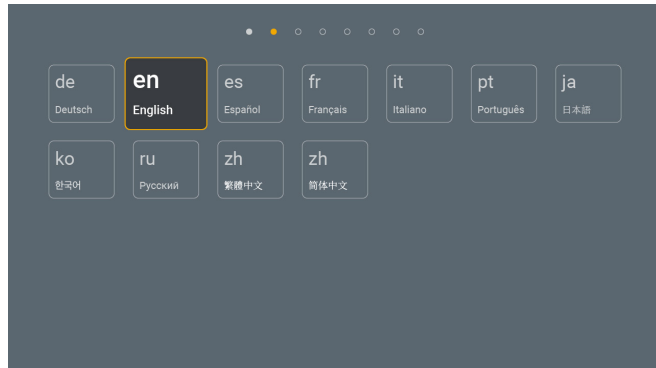 de
Deutsch
en
English
es
Español
fr
Français
it
Italiano
pt
Português
ja
日本語
ko
한국어
ru
Русский
zh
繁體中文
zh
简体中文